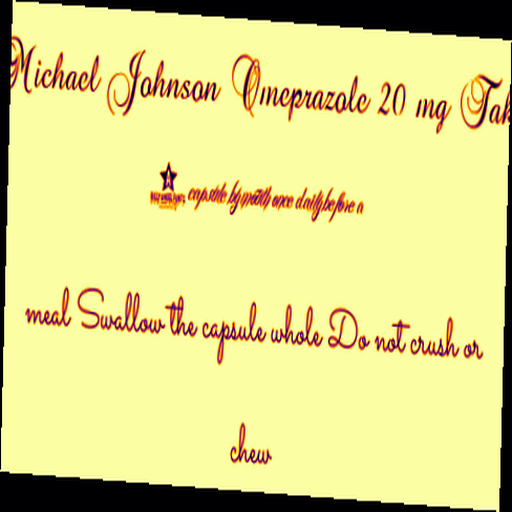 Michael Johnson Omeprazole 20 mg Tak
capsule by mouth once daily before a
meal Swallow the capsule whole Do not crush or
chew